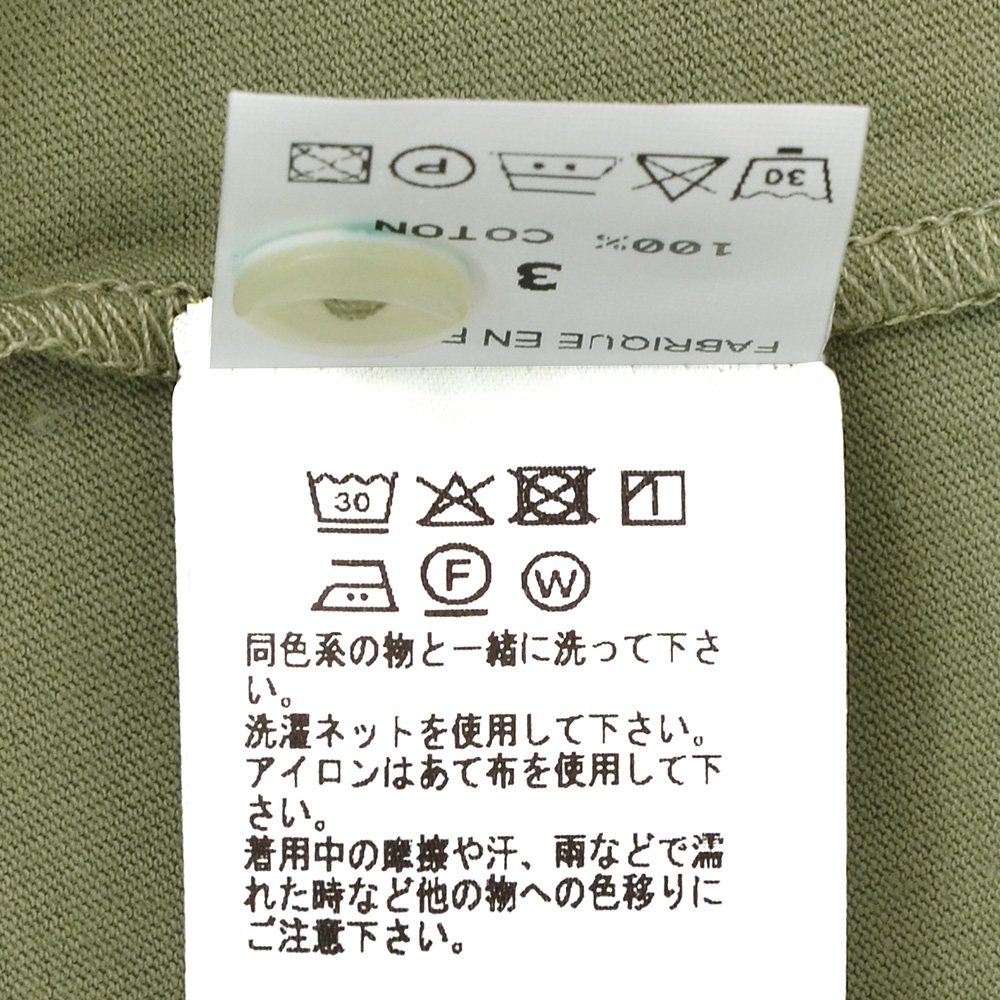 30
P
100% COTON
3
FABRIQUE EN F
30
F
W
同色系の物と一緒に洗って下さ
い。
洗濯ネットを使用して下さい。
アイロンはあて布を使用して下
さい。
着用中の摩擦や汗、雨などで濡
れた時など他の物への色移りに
ご注意下さい。